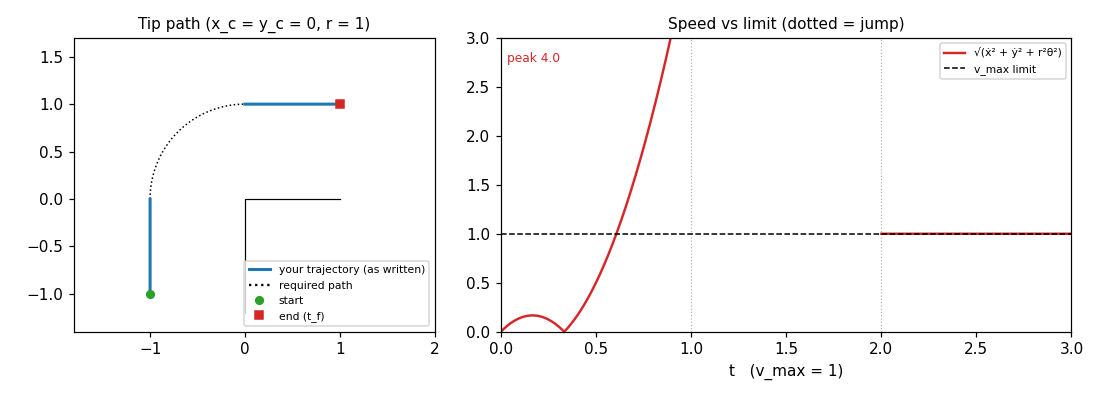 Tip path (x_c = y_c = 0, r = 1)
1.5
1.0
0.5
0.0
−0.5
−1.0
−1
0
1
2
your trajectory (as written)
required path
start
end (t_f)
Speed vs limit (dotted = jump)
3.0
2.5
2.0
1.5
1.0
0.5
0.0
0.0
0.5
1.0
1.5
2.0
2.5
3.0
peak 4.0
√(ẋ² + ẏ² + r²θ̇²)
v_max limit
t (v_max = 1)